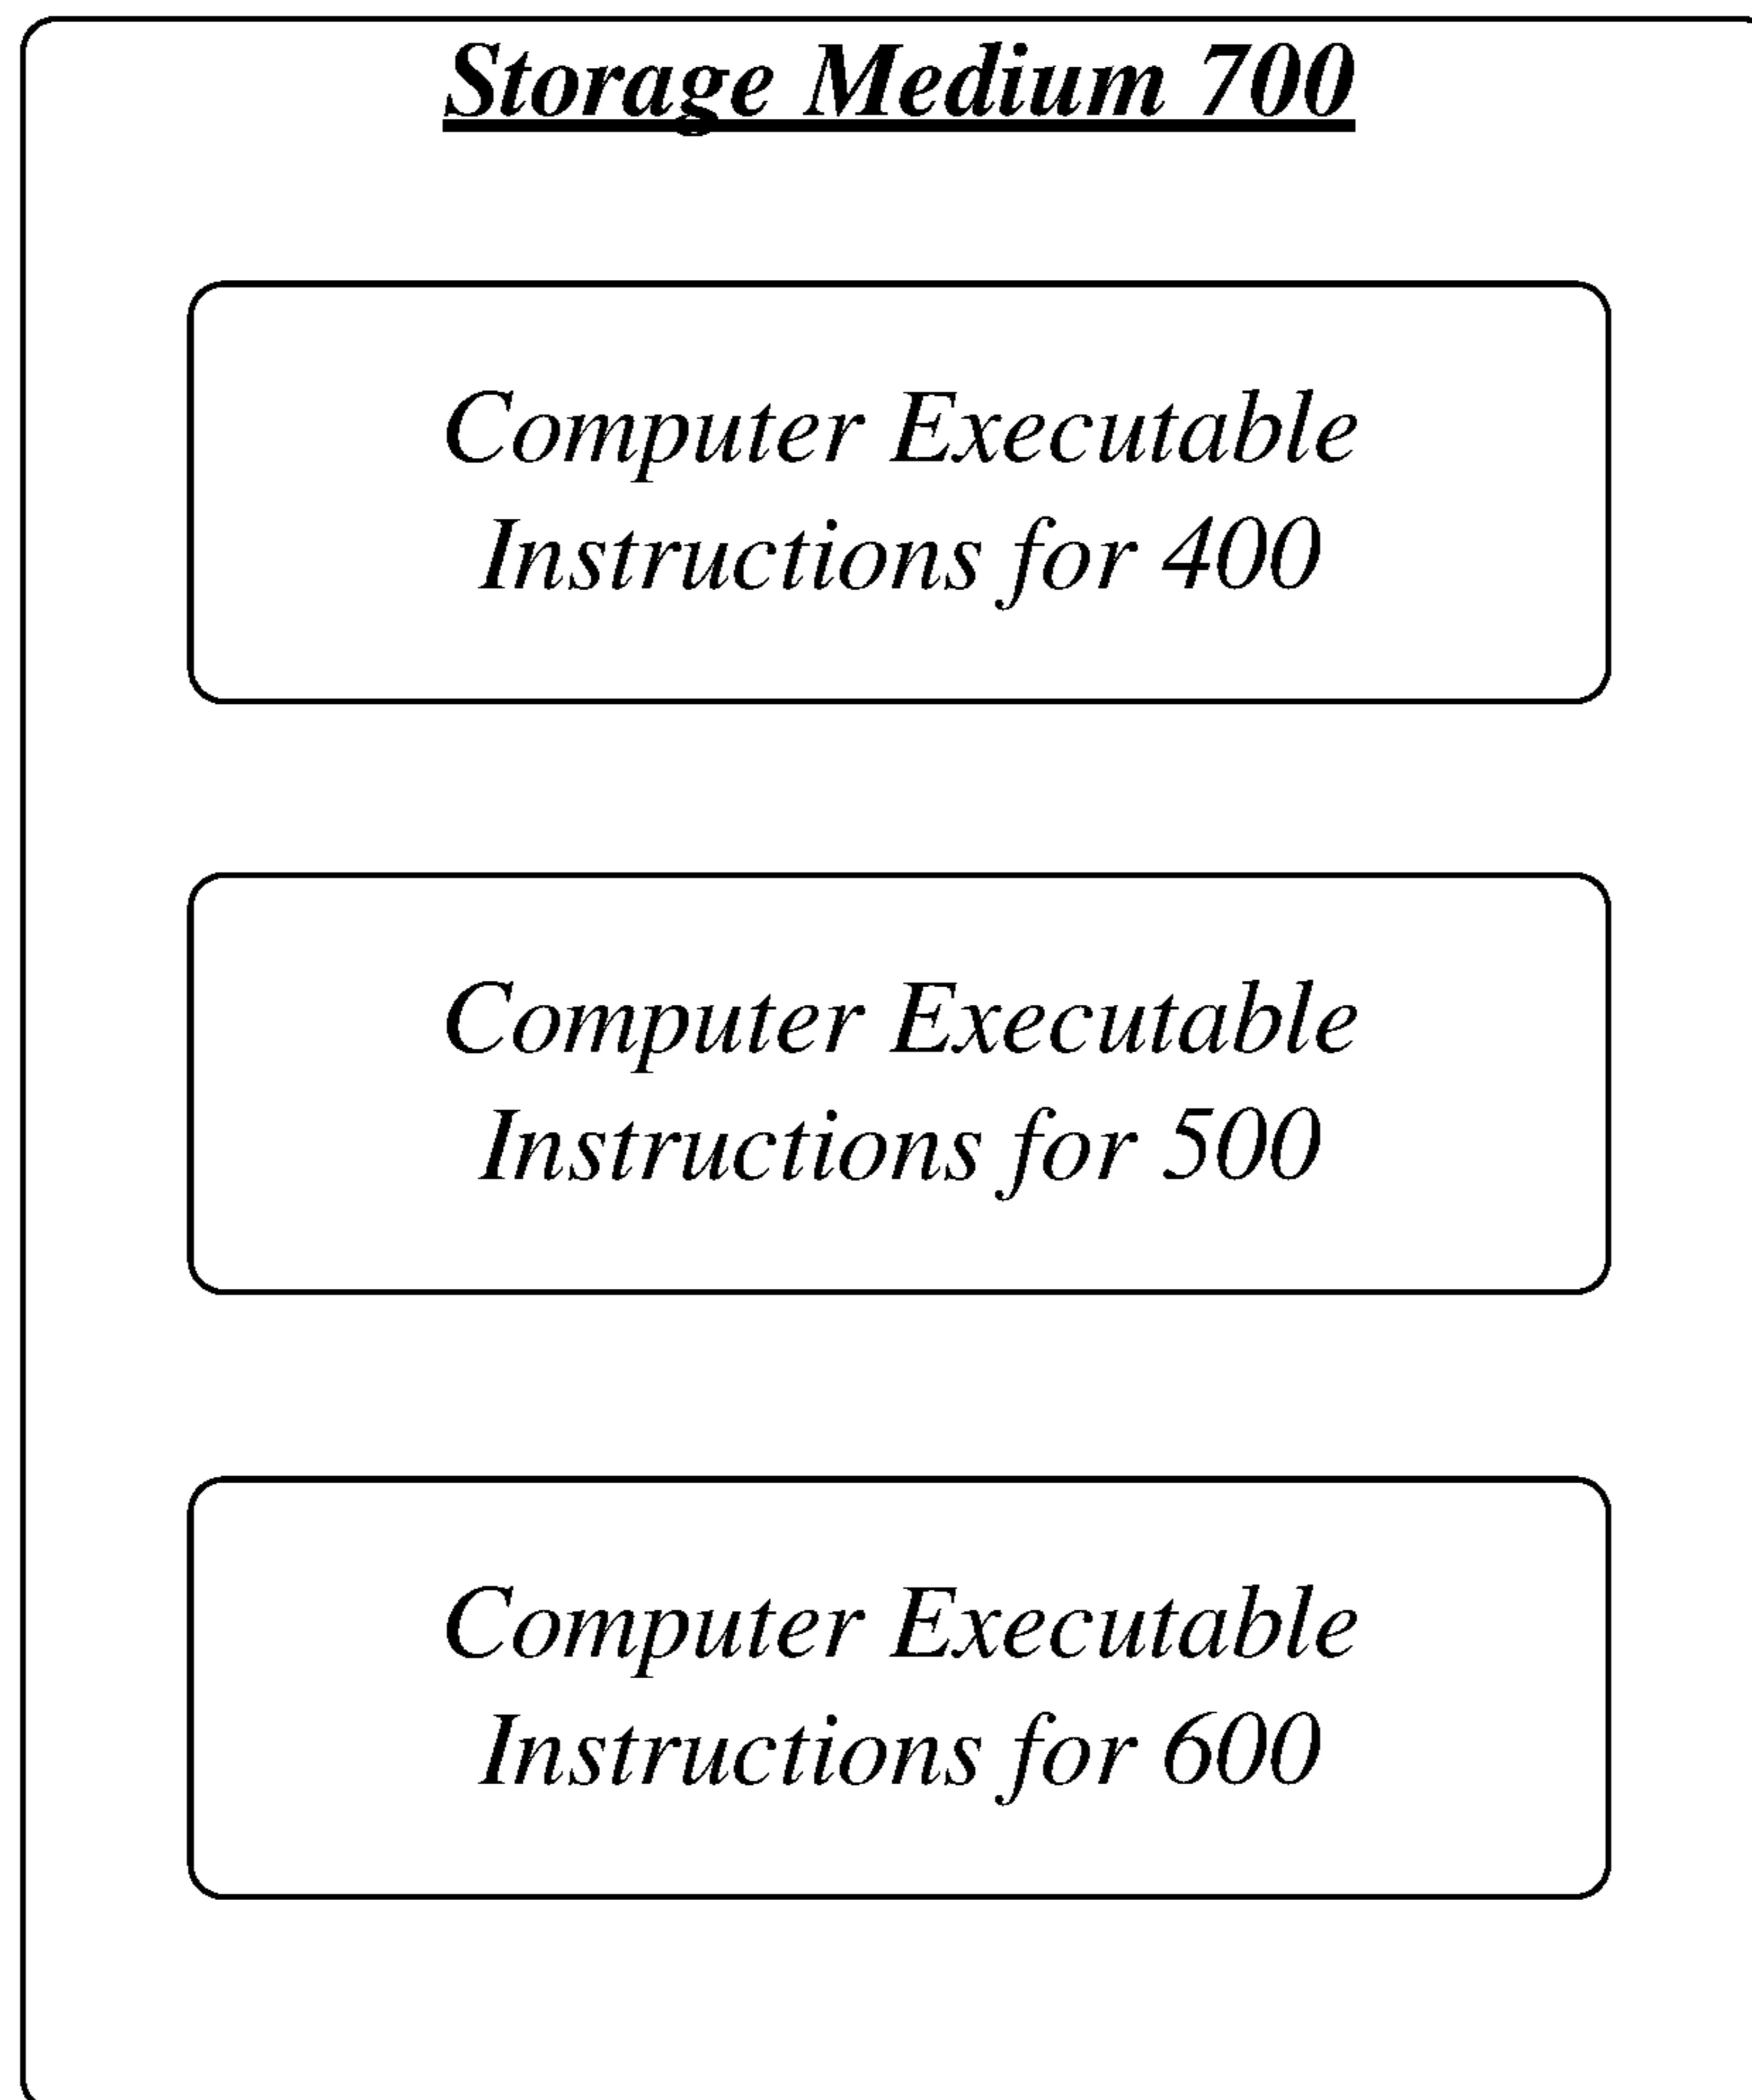 Storage Medium 700
Computer Executable
Instructions for 400
Computer Executable
Instructions for 500
Computer Executable
Instructions for 600